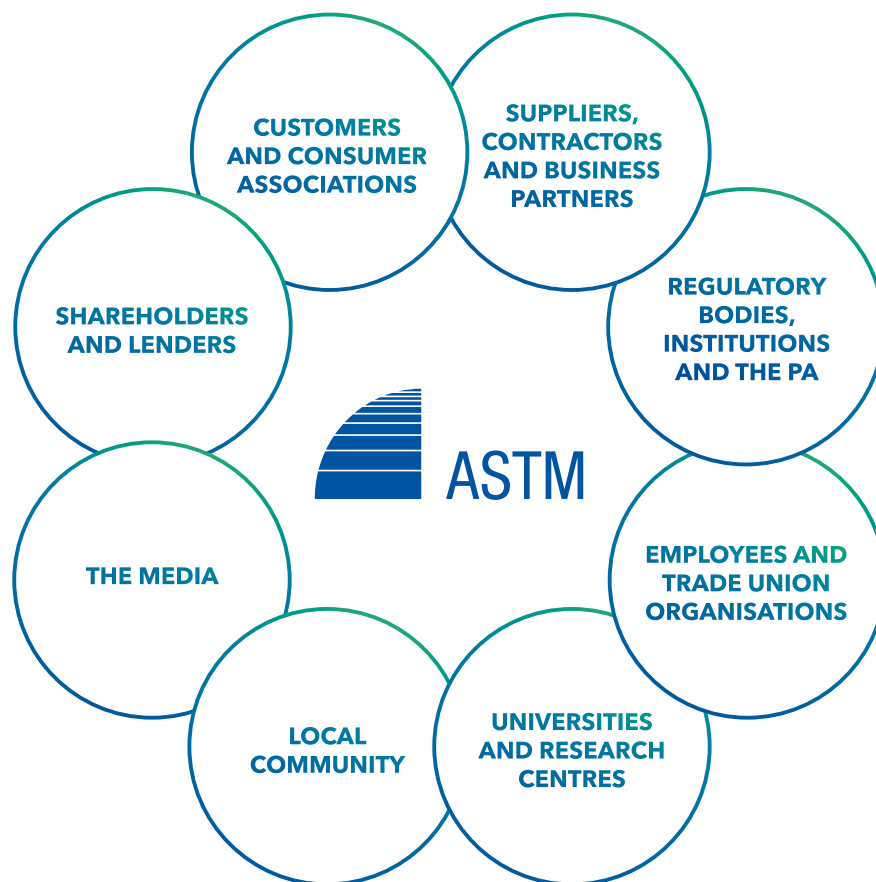 CUSTOMERS
AND CONSUMER
ASSOCIATIONS
SUPPLIERS,
CONTRACTORS
AND BUSINESS
PARTNERS
REGULATORY
BODIES,
INSTITUTIONS
AND THE PA
EMPLOYEES AND
TRADE UNION
ORGANISATIONS
UNIVERSITIES
AND RESEARCH
CENTRES
LOCAL
COMMUNITY
THE MEDIA
SHAREHOLDERS
AND LENDERS
ASTM